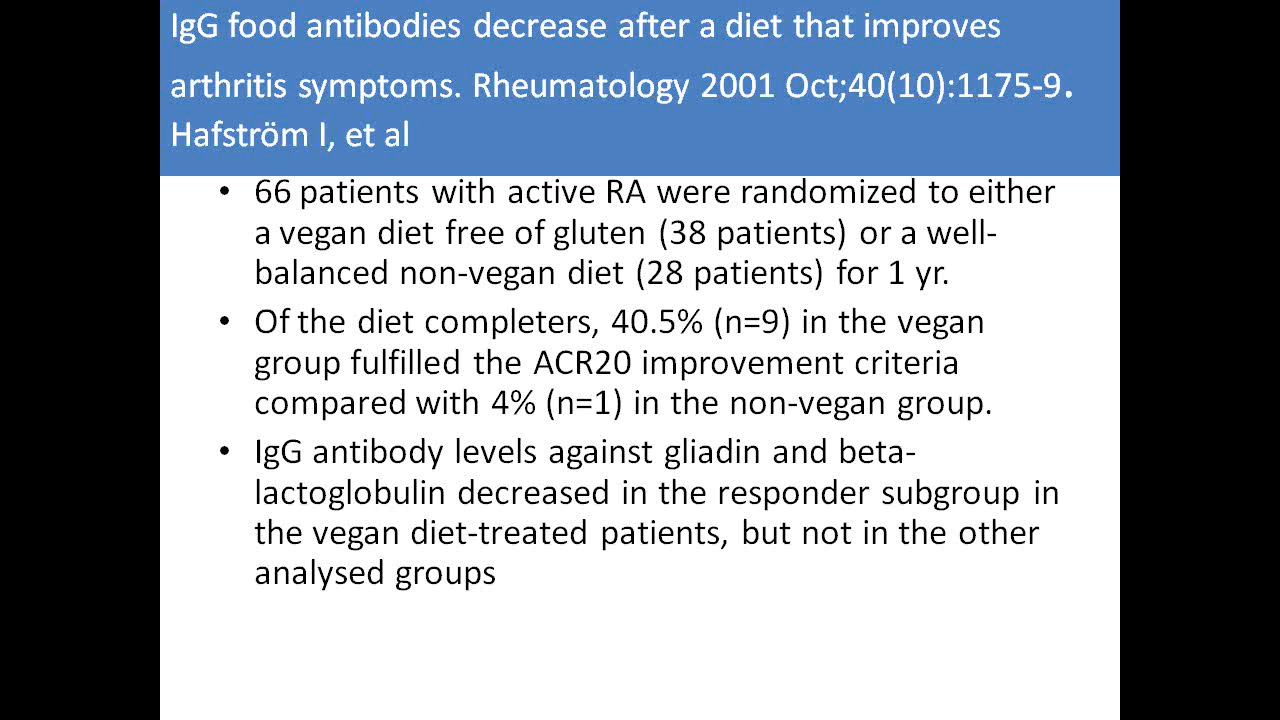 IgG food antibodies decrease after a diet that improves
arthritis symptoms. Rheumatology 2001 Oct;40(10):1175-9.
Hafström I, et al
• 66 patients with active RA were randomized to either
a vegan diet free of gluten (38 patients) or a well-
balanced non-vegan diet (28 patients) for 1 yr.
• Of the diet completers, 40.5% (n=9) in the vegan
group fulfilled the ACR20 improvement criteria
compared with 4% (n=1) in the non-vegan group.
• IgG antibody levels against gliadin and beta-
lactoglobulin decreased in the responder subgroup in
the vegan diet-treated patients, but not in the other
analysed groups